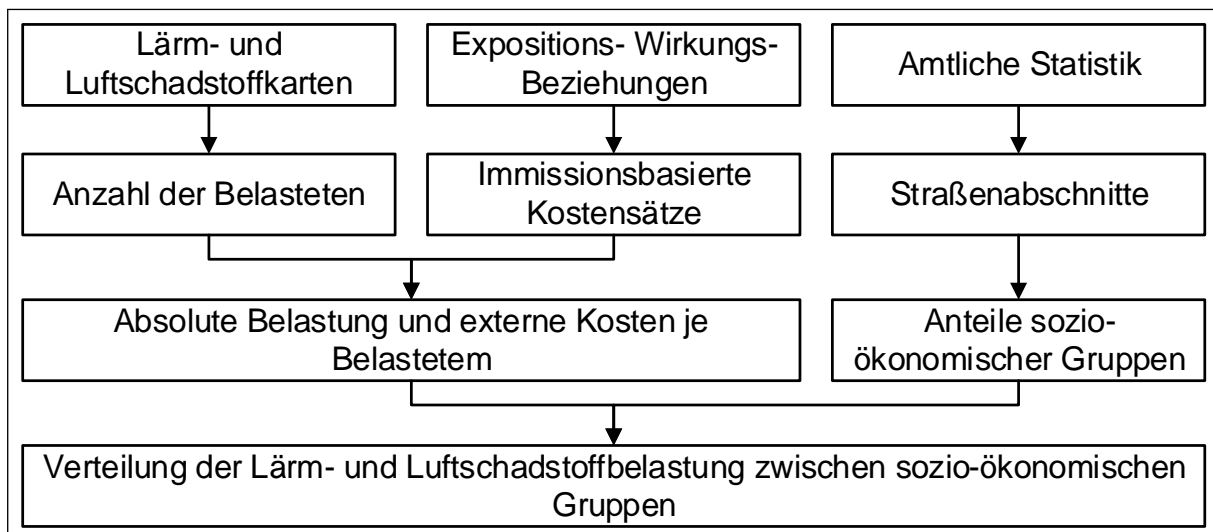 Lärm- und
Luftschadstoffkarten
Expositions- Wirkungs-
Beziehungen
Amtliche Statistik
Anzahl der Belasteten
Immissionsbasierte
Kostensätze
Straßenabschnitte
Absolute Belastung und externe Kosten je
Belastetem
Anteile sozio-
ökonomischer Gruppen
Verteilung der Lärm- und Luftschadstoffbelastung zwischen sozio-ökonomischen
Gruppen